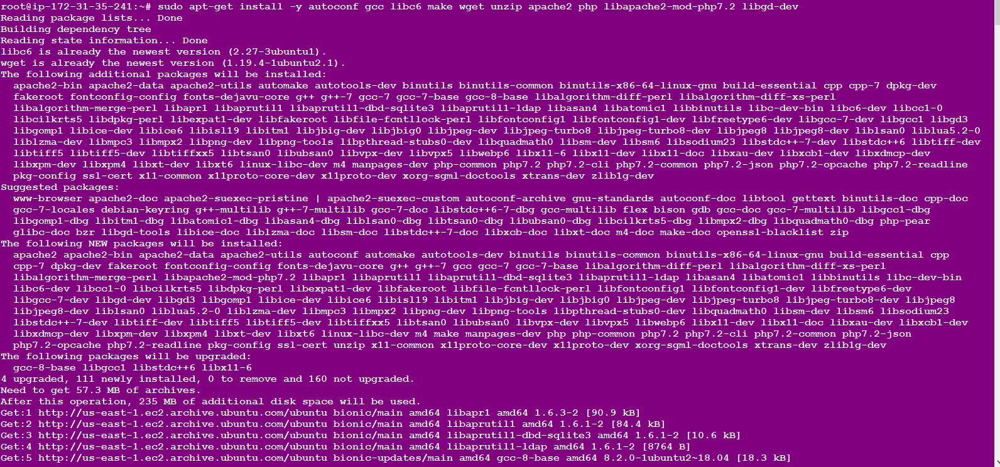 root@ip-172-31-35-241:~# sudo apt-get install -y autoconf gcc libc6 make wget unzip apache2 php libapache2-mod-php7.2 libgd-dev
Reading package lists... Done
Building dependency tree
Reading state information... Done
libc6 is already the newest version (2.27-3ubuntu1).
wget is already the newest version (1.19.4-1ubuntu2.1).
The following additional packages will be installed:
  apache2-bin apache2-data apache2-utils automake autotools-dev binutils binutils-common binutils-x86-64-linux-gnu build-essential cpp cpp-7 dpkg-dev
  fakeroot fontconfig-config fonts-dejavu-core g++ g++-7 gcc-7 gcc-7-base gcc-8-base libalgorithm-diff-perl libalgorithm-diff-xs-perl
  libalgorithm-merge-perl libapr1 libaprutil1 libaprutil1-dbd-sqlite3 libaprutil1-ldap libasan4 libatomic1 libbinutils libc-dev-bin libc6-dev libcc1-0
  libcilkrts5 libdpkg-perl libexpat1-dev libfakeroot libfile-fcntllock-perl libfontconfig1 libfontconfig1-dev libfreetype6-dev libgcc-7-dev libgcc1 libgd3
  libgomp1 libice-dev libice6 libisl19 libitm1 libjbig-dev libjbig0 libjpeg-dev libjpeg-turbo8 libjpeg-turbo8-dev libjpeg8 libjpeg8-dev liblsan0 liblua5.2-0
  liblzma-dev libmpc3 libmpx2 libpng-dev libpng-tools libpthread-stubs0-dev libquadmath0 libsm-dev libsm6 libsodium23 libstdc++-7-dev libstdc++6 libtiff-dev
  libtiff5 libtiff5-dev libtiffxx5 libtsan0 libubsan0 libvpx-dev libvpx5 libwebp6 libx11-6 libx11-dev libx11-doc libxau-dev libxcb1-dev libxdmcp-dev
  libxpm-dev libxpm4 libxt-dev libxt6 linux-libc-dev m4 manpages-dev php-common php7.2 php7.2-cli php7.2-common php7.2-json php7.2-opcache php7.2-readline
  pkg-config ssl-cert x11-common x11proto-core-dev x11proto-dev xorg-sgml-doctools xtrans-dev zlib1g-dev
Suggested packages:
  www-browser apache2-doc apache2-suexec-pristine | apache2-suexec-custom autoconf-archive gnu-standards autoconf-doc libtool gettext binutils-doc cpp-doc
  gcc-7-locales debian-keyring g++-multilib g++-7-multilib gcc-7-doc libstdc++6-7-dbg gcc-multilib flex bison gdb gcc-doc gcc-7-multilib libgcc1-dbg
  libgomp1-dbg libitm1-dbg libatomic1-dbg libasan4-dbg liblsan0-dbg libtsan0-dbg libubsan0-dbg libcilkrts5-dbg libmpx2-dbg libquadmath0-dbg php-pear
  glibc-doc bzr libgd-tools libice-doc liblzma-doc libsm-doc libstdc++-7-doc libxcb-doc libxt-doc m4-doc make-doc openssl-blacklist zip
The following NEW packages will be installed:
  apache2 apache2-bin apache2-data apache2-utils autoconf automake autotools-dev binutils binutils-common binutils-x86-64-linux-gnu build-essential cpp
  cpp-7 dpkg-dev fakeroot fontconfig-config fonts-dejavu-core g++ g++-7 gcc gcc-7 gcc-7-base libalgorithm-diff-perl libalgorithm-diff-xs-perl
  libalgorithm-merge-perl libapache2-mod-php7.2 libapr1 libaprutil1 libaprutil1-dbd-sqlite3 libaprutil1-ldap libasan4 libatomic1 libbinutils libc-dev-bin
  libc6-dev libcc1-0 libcilkrts5 libdpkg-perl libexpat1-dev libfakeroot libfile-fcntllock-perl libfontconfig1 libfontconfig1-dev libfreetype6-dev
  libgcc-7-dev libgd-dev libgd3 libgomp1 libice-dev libice6 libisl19 libitm1 libjbig-dev libjbig0 libjpeg-dev libjpeg-turbo8 libjpeg-turbo8-dev libjpeg8
  libjpeg8-dev liblsan0 liblua5.2-0 liblzma-dev libmpc3 libmpx2 libpng-dev libpng-tools libpthread-stubs0-dev libquadmath0 libsm-dev libsm6 libsodium23
  libstdc++-7-dev libtiff-dev libtiff5 libtiff5-dev libtiffxx5 libtsan0 libubsan0 libvpx-dev libvpx5 libwebp6 libx11-dev libx11-doc libxau-dev libxcb1-dev
  libxdmcp-dev libxpm-dev libxpm4 libxt-dev libxt6 linux-libc-dev m4 make manpages-dev php php-common php7.2 php7.2-cli php7.2-common php7.2-json
  php7.2-opcache php7.2-readline pkg-config ssl-cert unzip x11-common x11proto-core-dev x11proto-dev xorg-sgml-doctools xtrans-dev zlib1g-dev
The following packages will be upgraded:
  gcc-8-base libgcc1 libstdc++6 libx11-6
4 upgraded, 111 newly installed, 0 to remove and 160 not upgraded.
Need to get 57.3 MB of archives.
After this operation, 235 MB of additional disk space will be used.
Get:1 http://us-east-1.ec2.archive.ubuntu.com/ubuntu bionic/main amd64 libapr1 amd64 1.6.3-2 [90.9 kB]
Get:2 http://us-east-1.ec2.archive.ubuntu.com/ubuntu bionic/main amd64 libaprutil1 amd64 1.6.1-2 [84.4 kB]
Get:3 http://us-east-1.ec2.archive.ubuntu.com/ubuntu bionic/main amd64 libaprutil1-dbd-sqlite3 amd64 1.6.1-2 [10.6 kB]
Get:4 http://us-east-1.ec2.archive.ubuntu.com/ubuntu bionic/main amd64 libaprutil1-ldap amd64 1.6.1-2 [8764 B]
Get:5 http://us-east-1.ec2.archive.ubuntu.com/ubuntu bionic-updates/main amd64 gcc-8-base amd64 8.2.0-1ubuntu2~18.04 [18.3 kB]